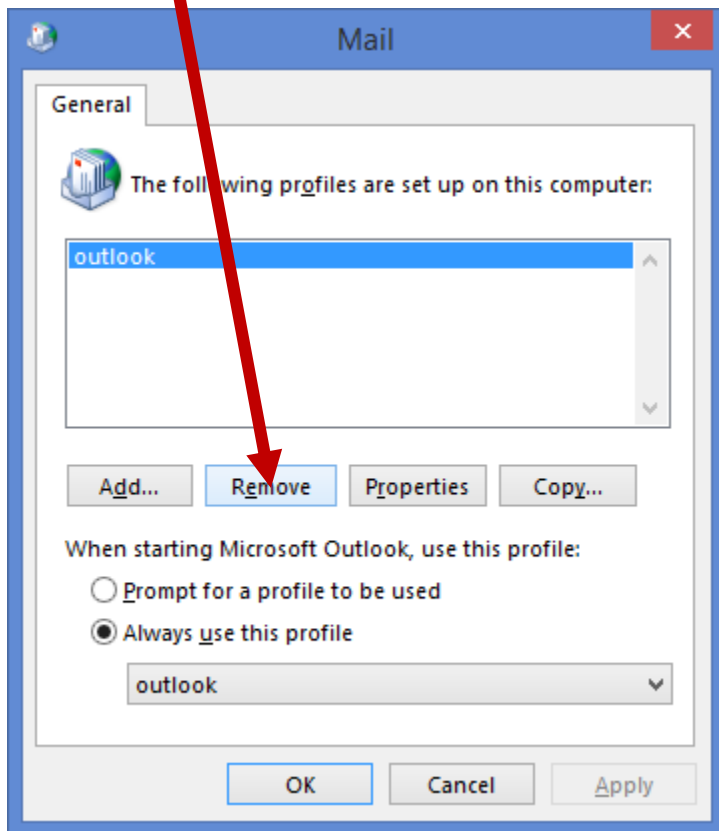 Mail
General
The following profiles are set up on this computer:
outlook
Add... Remove Properties Copy...
When starting Microsoft Outlook, use this profile:
Prompt for a profile to be used
Always use this profile
outlook
OK Cancel Apply